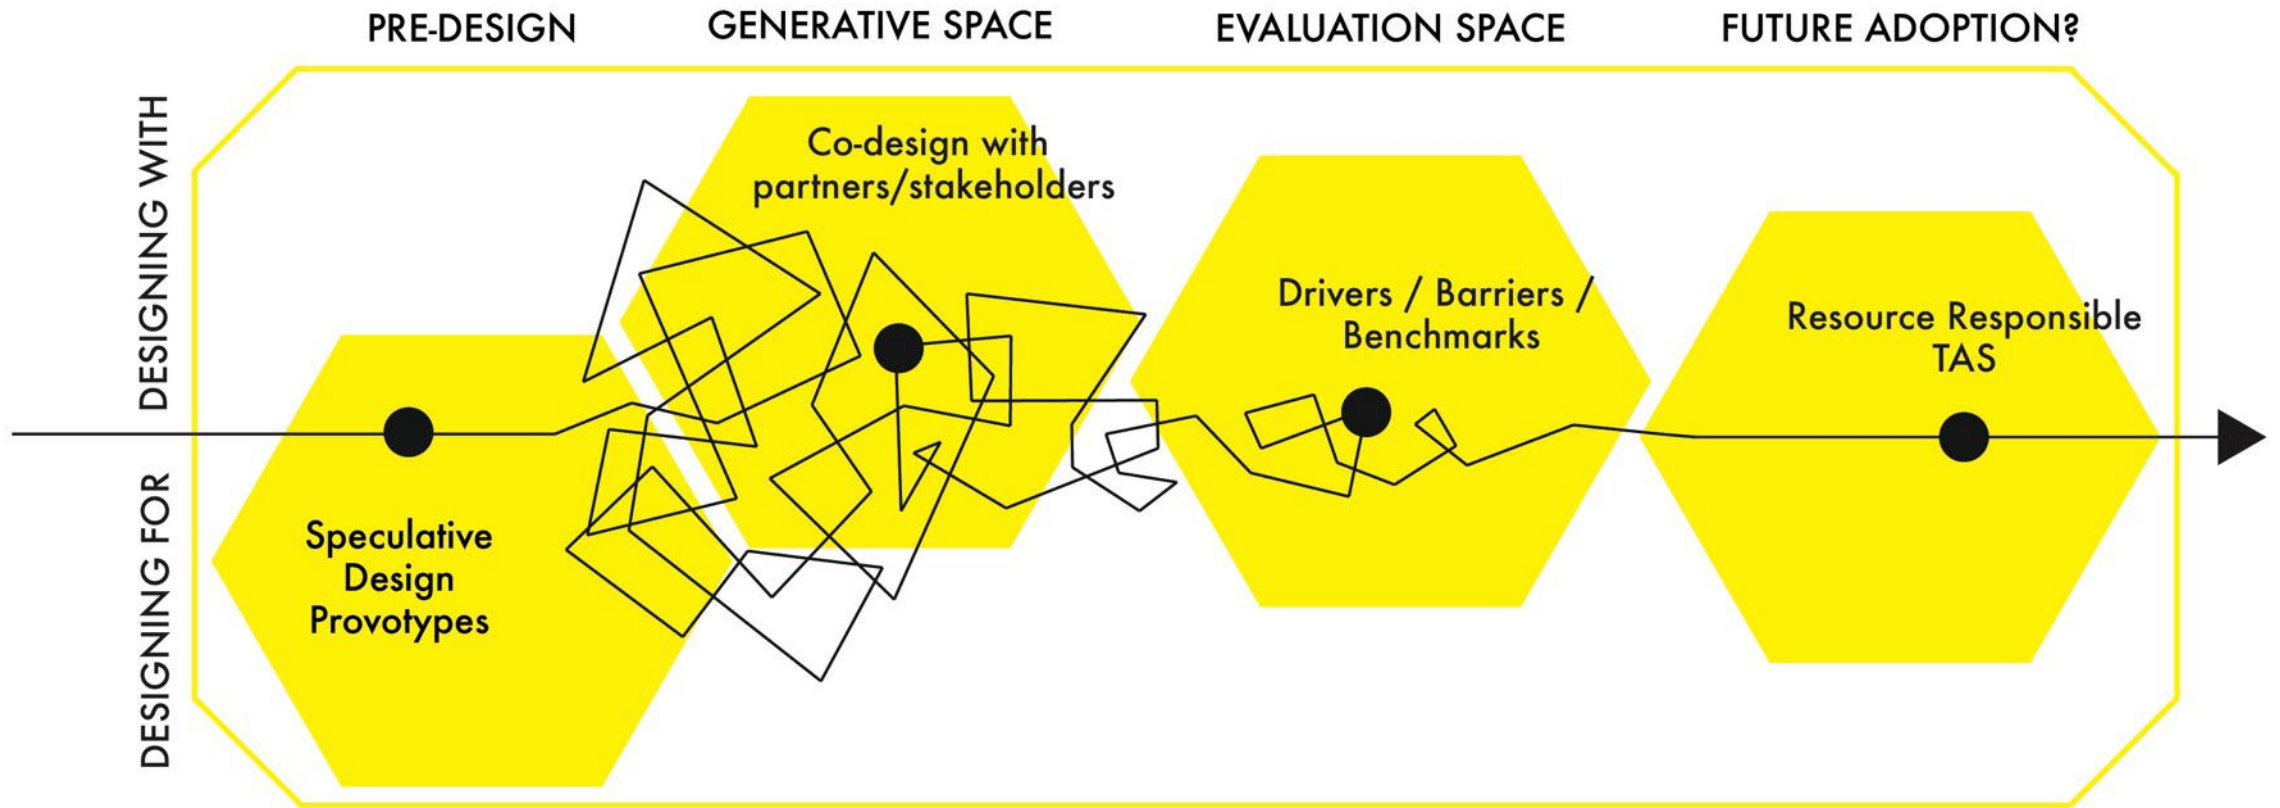 PRE-DESIGN
GENERATIVE SPACE
EVALUATION SPACE
FUTURE ADOPTION?
DESIGNING WITH
DESIGNING FOR
Speculative
Design
Provotypes
Co-design with
partners/stakeholders
Drivers / Barriers /
Benchmarks
Resource Responsible
TAS